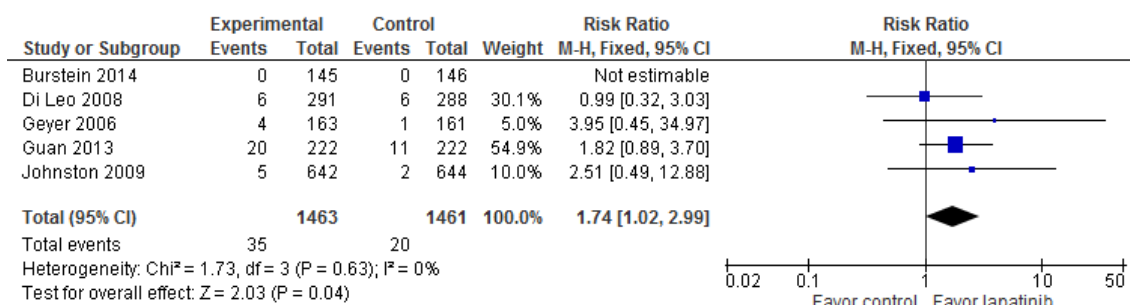 Experimental Control Risk Ratio Risk Ratio
Study or Subgroup Events Total Events Total Weight M-H, Fixed, 95% CI M-H, Fixed, 95% CI
Burstein 2014 0 145 0 146 Not estimable
Di Leo 2008 6 291 6 288 30.1% 0.99 [0.32, 3.03]
Geyer 2006 4 163 1 161 5.0% 3.95 [0.45, 34.97]
Guan 2013 20 222 11 222 54.9% 1.82 [0.89, 3.70]
Johnston 2009 5 642 2 644 10.0% 2.51 [0.49, 12.88]
Total (95% CI) 1463 1461 100.0% 1.74 [1.02, 2.99]
Total events 35 20
Heterogeneity: Chi² = 1.73, df = 3 (P = 0.63); I² = 0%
Test for overall effect: Z = 2.03 (P = 0.04)
0.02 0.1 1 10 50
Favor control Favor lapatinib